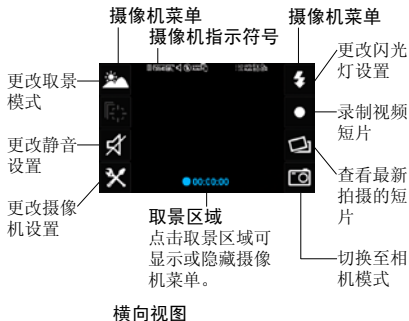 摄像机菜单
摄像机菜单
摄像机指示符号
更改闪光
灯设置
更改取景
模式
录制视频
短片
更改静音
设置
查看最新
拍摄的短
片
00:00:00
更改摄像
机设置
取景区域
点击取景区域可
显示或隐藏摄像
机菜单。
切换至相
机模式
横向视图